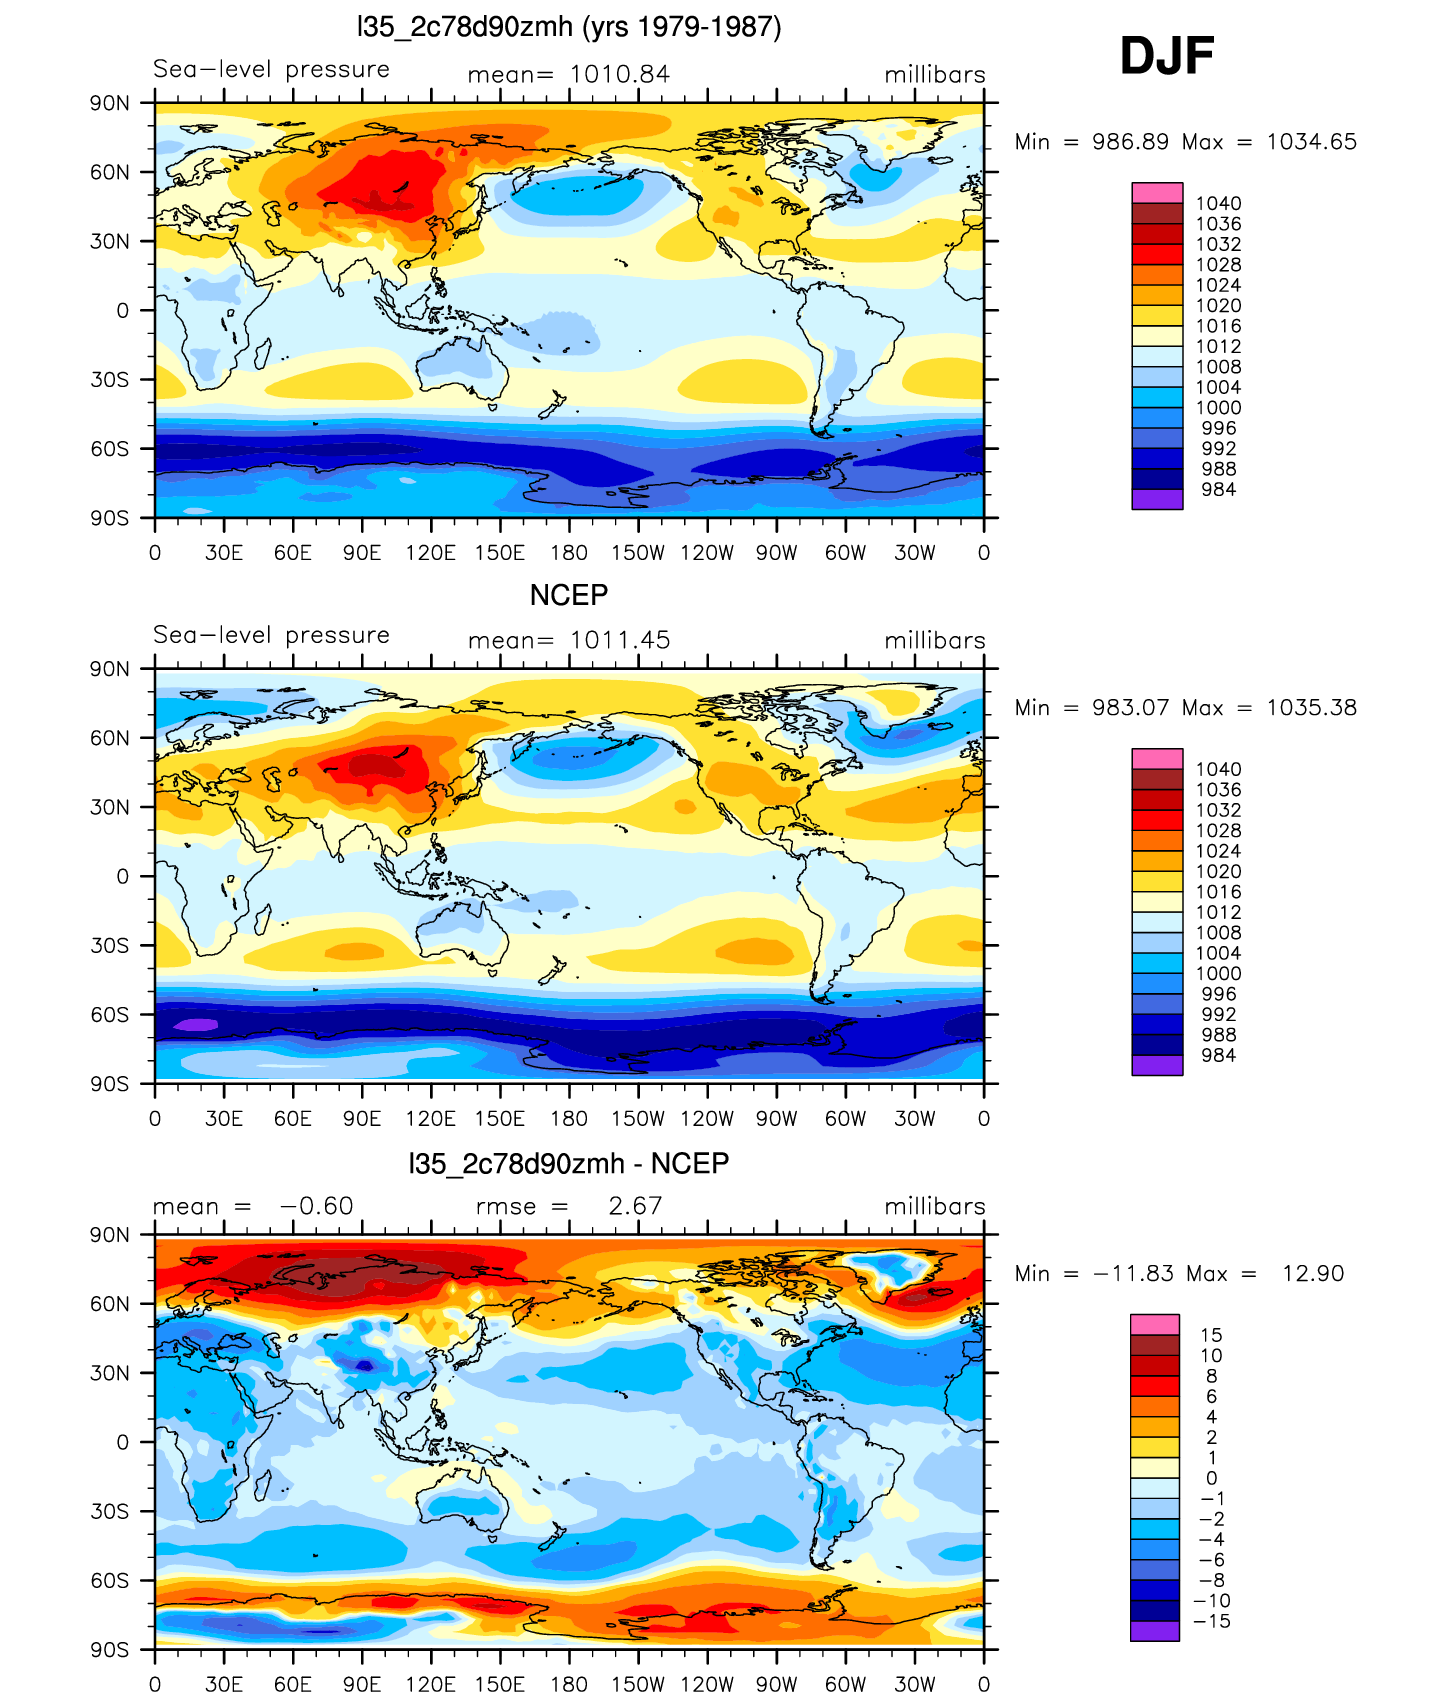 l35_2c78d90zmh (yrs 1979-1987)
DJF
Sea-level pressure mean= 1010.84 millibars
Min = 986.89 Max = 1034.65
90N
60N
30N
0
30S
60S
90S
0 30E 60E 90E 120E 150E 180 150W 120W 90W 60W 30W 0
1040
1036
1032
1028
1024
1020
1016
1012
1008
1004
1000
996
992
988
984
NCEP
Sea-level pressure mean= 1011.45 millibars
Min = 983.07 Max = 1035.38
90N
60N
30N
0
30S
60S
90S
0 30E 60E 90E 120E 150E 180 150W 120W 90W 60W 30W 0
1040
1036
1032
1028
1024
1020
1016
1012
1008
1004
1000
996
992
988
984
l35_2c78d90zmh - NCEP
mean = -0.60 rmse = 2.67 millibars
Min = -11.83 Max = 12.90
90N
60N
30N
0
30S
60S
90S
0 30E 60E 90E 120E 150E 180 150W 120W 90W 60W 30W 0
15
10
8
6
4
2
1
0
-1
-2
-4
-6
-8
-10
-15